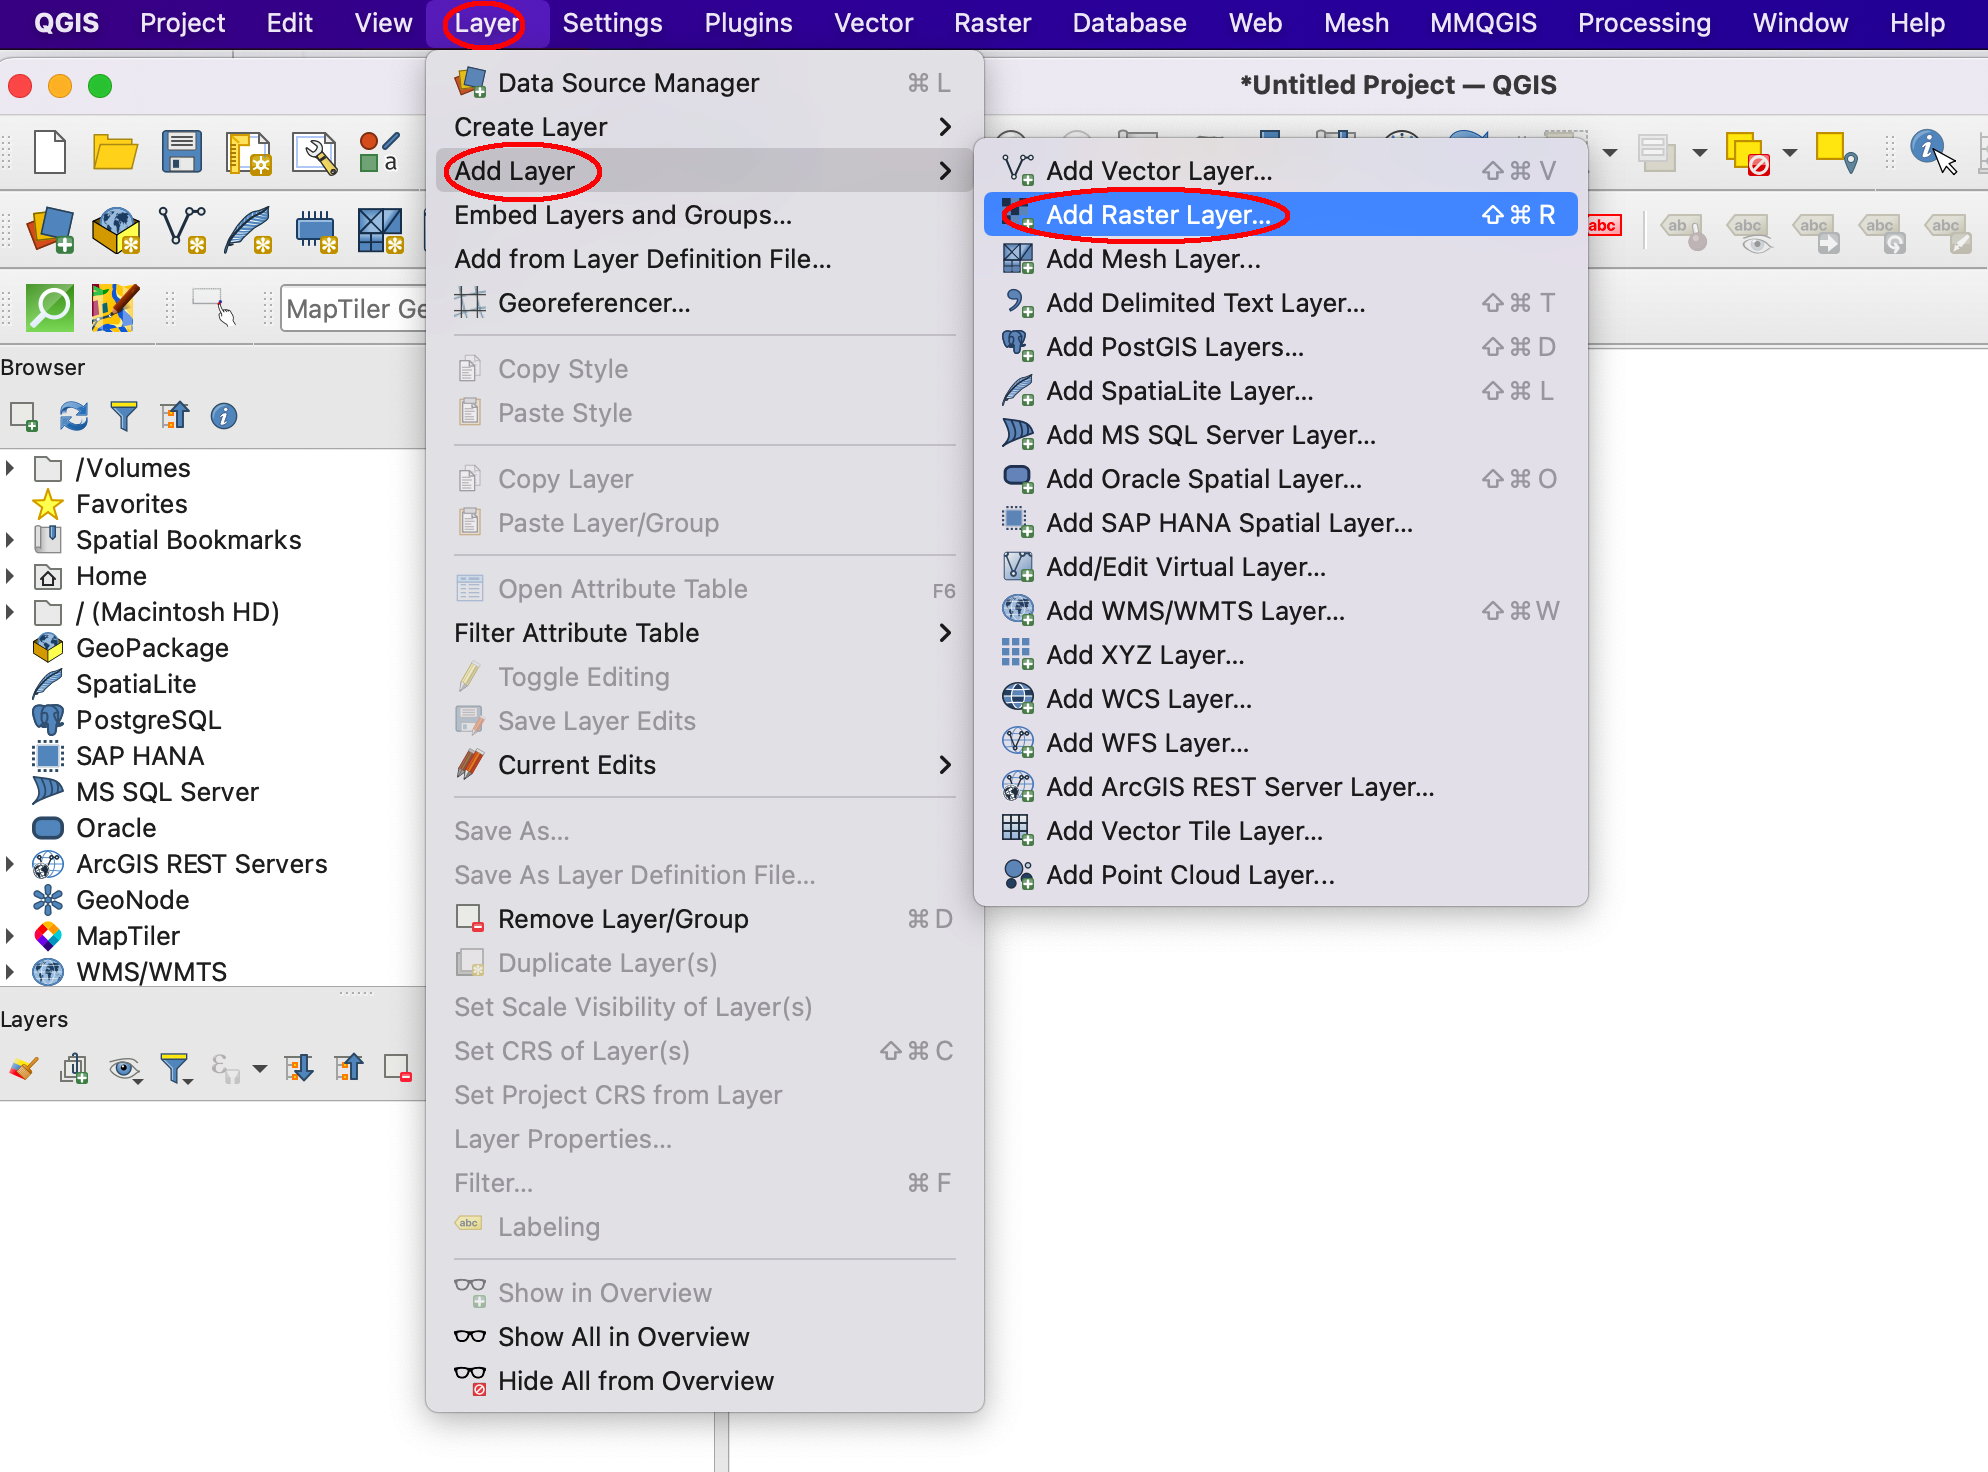 QGIS Project Edit View Layer Settings Plugins Vector Raster Database Web Mesh MMQGIS Processing Window Help
*Untitled Project — QGIS
a
abc abc abc abc abc abc
MapTiler Ge
Browser
/Volumes
Favorites
Spatial Bookmarks
Home
/ (Macintosh HD)
GeoPackage
SpatiaLite
PostgreSQL
SAP HANA
MS SQL Server
Oracle
ArcGIS REST Servers
GeoNode
MapTiler
WMS/WMTS
Layers
Data Source Manager ⌘ L
Create Layer
Add Layer
Embed Layers and Groups...
Add from Layer Definition File...
Georeferencer...
Copy Style
Paste Style
Copy Layer
Paste Layer/Group
Open Attribute Table F6
Filter Attribute Table
Toggle Editing
Save Layer Edits
Current Edits
Save As...
Save As Layer Definition File...
Remove Layer/Group ⌘ D
Duplicate Layer(s)
Set Scale Visibility of Layer(s)
Set CRS of Layer(s) ⇧ ⌘ C
Set Project CRS from Layer
Layer Properties...
Filter... ⌘ F
abc Labeling
Show in Overview
Show All in Overview
Hide All from Overview
Add Vector Layer... ⇧ ⌘ V
Add Raster Layer... ⇧ ⌘ R
Add Mesh Layer...
Add Delimited Text Layer... ⇧ ⌘ T
Add PostGIS Layers... ⇧ ⌘ D
Add SpatiaLite Layer... ⇧ ⌘ L
Add MS SQL Server Layer...
Add Oracle Spatial Layer... ⇧ ⌘ O
Add SAP HANA Spatial Layer...
Add/Edit Virtual Layer...
Add WMS/WMTS Layer... ⇧ ⌘ W
Add XYZ Layer...
Add WCS Layer...
Add WFS Layer...
Add ArcGIS REST Server Layer...
Add Vector Tile Layer...
Add Point Cloud Layer...